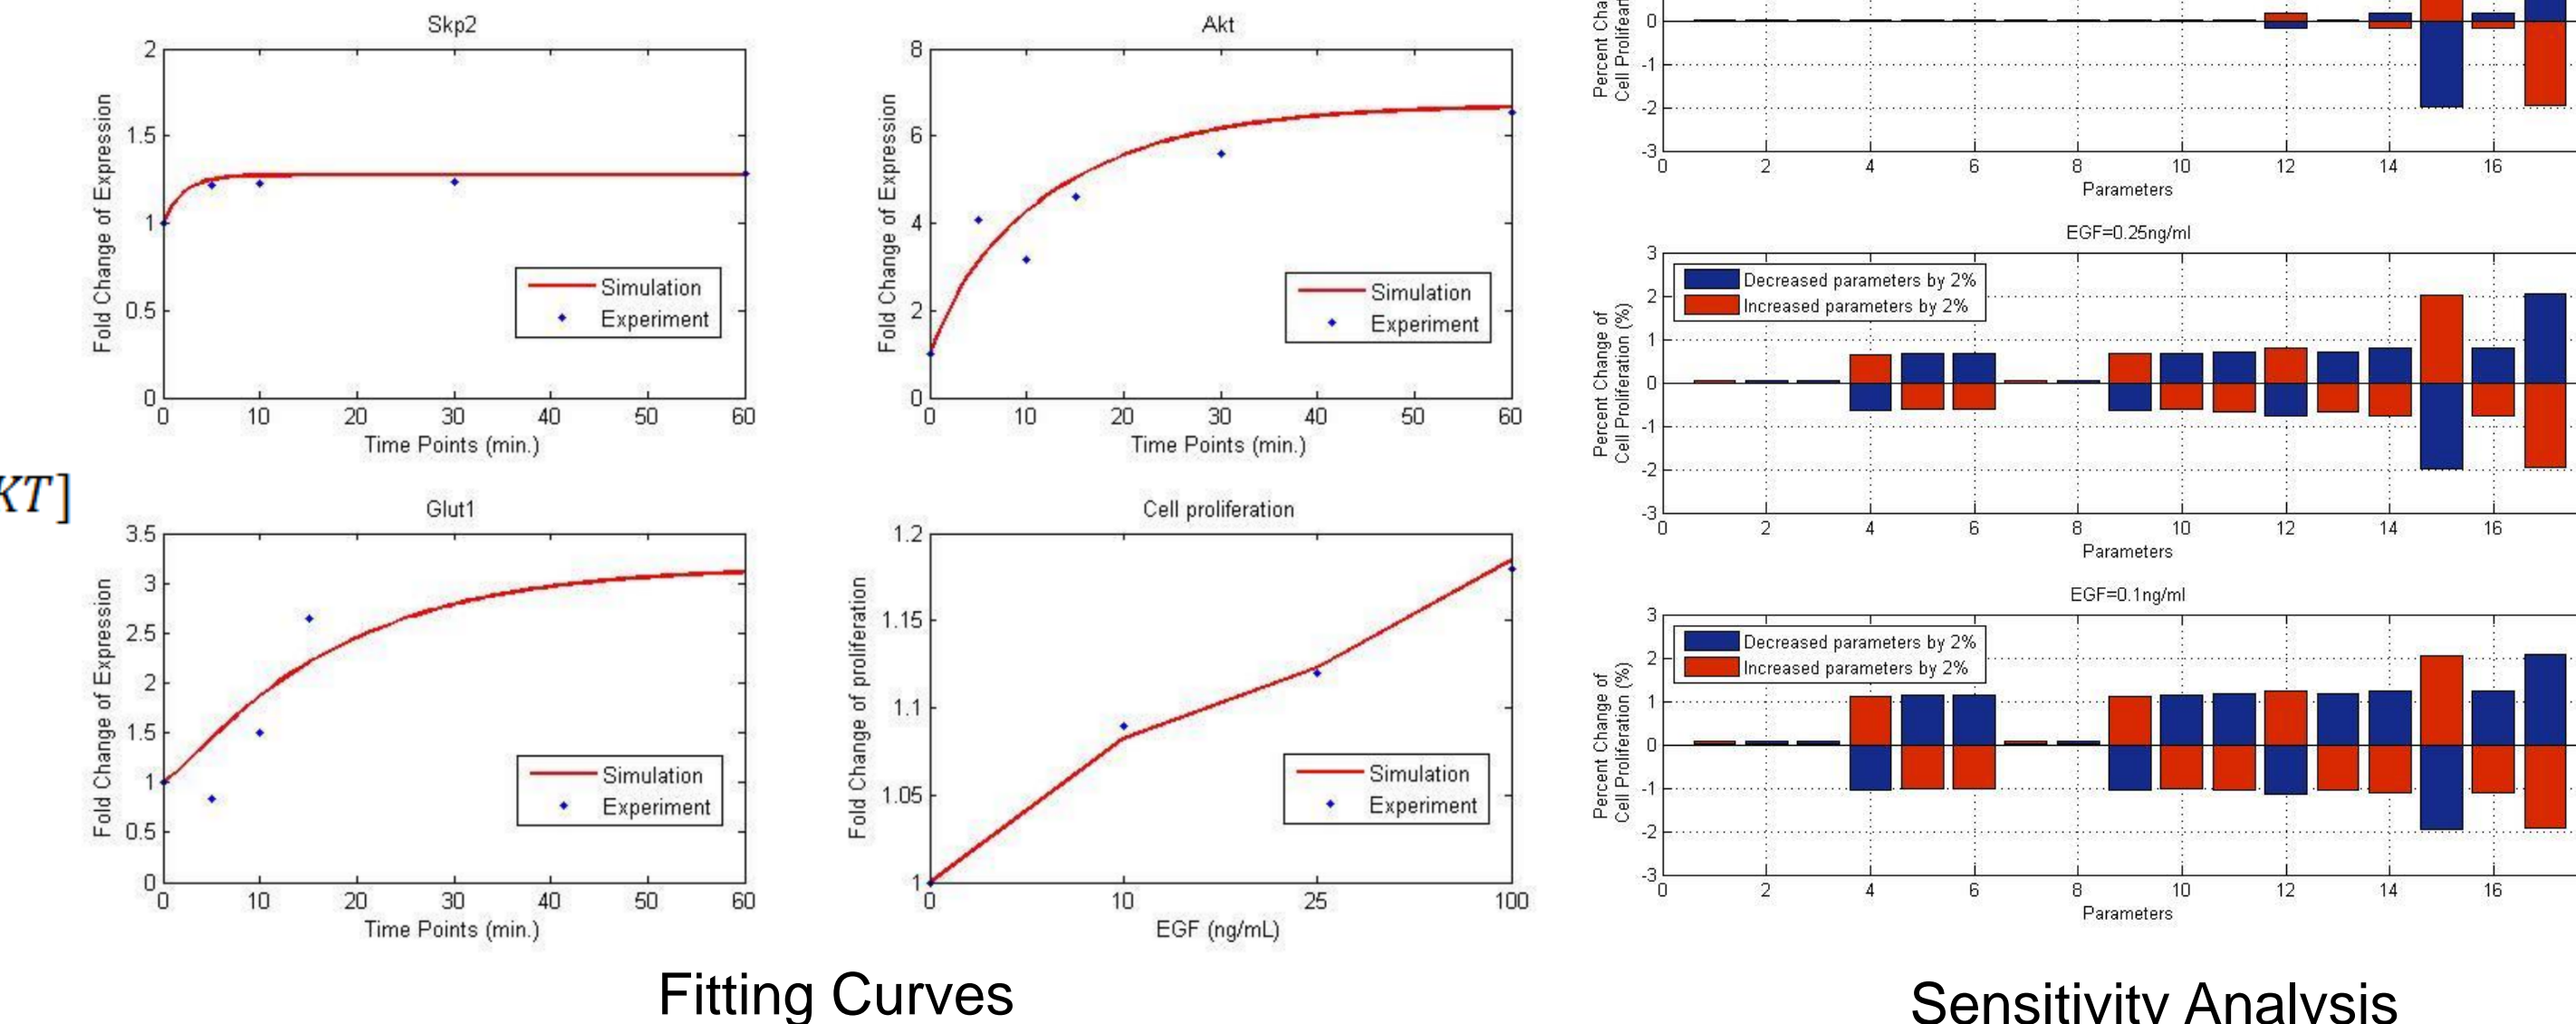 KT]
Skp2
Fold Change of Expression
2
1.5
1
0.5
0
Simulation
Experiment
0 10 20 30 40 50 60
Time Points (min.)
Akt
Fold Change of Expression
8
6
4
2
0
Simulation
Experiment
0 10 20 30 40 50 60
Time Points (min.)
Glut1
Fold Change of Expression
3.5
3
2.5
2
1.5
1
0.5
0
Simulation
Experiment
0 10 20 30 40 50 60
Time Points (min.)
Cell proliferation
Fold Change of proliferation
1.2
1.15
1.1
1.05
1
Simulation
Experiment
0 10 25 100
EGF (ng/mL)
Fitting Curves
Percent Cha
Cell Prolifeart
0
-1
-2
-3
0 2 4 6 8 10 12 14 16
Parameters
EGF=0.25ng/ml
Percent Change of
Cell Proliferation (%)
3
2
1
0
-1
-2
-3
Decreased parameters by 2%
Increased parameters by 2%
0 2 4 6 8 10 12 14 16
Parameters
EGF=0.1ng/ml
Percent Change of
Cell Proliferation (%)
3
2
1
0
-1
-2
-3
Decreased parameters by 2%
Increased parameters by 2%
0 2 4 6 8 10 12 14 16
Parameters
Sensitivity Analysis